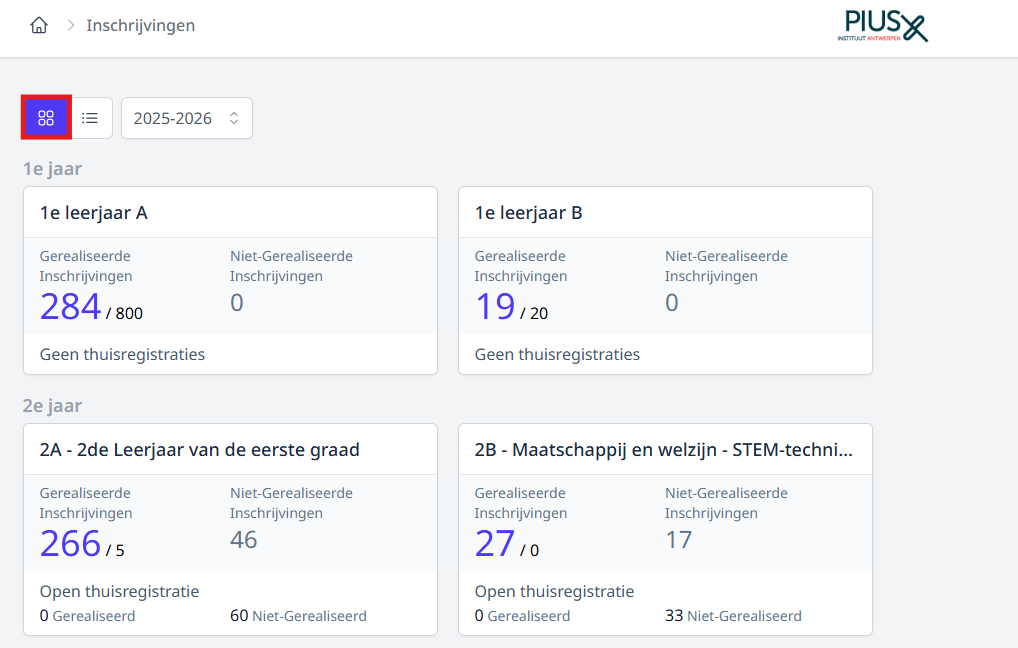 Inschrijvingen
PIUSX
INSTITUUT ANTWERPEN
2025-2026
1e jaar
1e leerjaar A
Gerealiseerde Inschrijvingen
284 / 800
Niet-Gerealiseerde Inschrijvingen
0
Geen thuisregistraties
1e leerjaar B
Gerealiseerde Inschrijvingen
19 / 20
Niet-Gerealiseerde Inschrijvingen
0
Geen thuisregistraties
2e jaar
2A - 2de Leerjaar van de eerste graad
Gerealiseerde Inschrijvingen
266 / 5
Niet-Gerealiseerde Inschrijvingen
46
Open thuisregistratie
0 Gerealiseerd
60 Niet-Gerealiseerd
2B - Maatschappij en welzijn - STEM-techni...
Gerealiseerde Inschrijvingen
27 / 0
Niet-Gerealiseerde Inschrijvingen
17
Open thuisregistratie
0 Gerealiseerd
33 Niet-Gerealiseerd